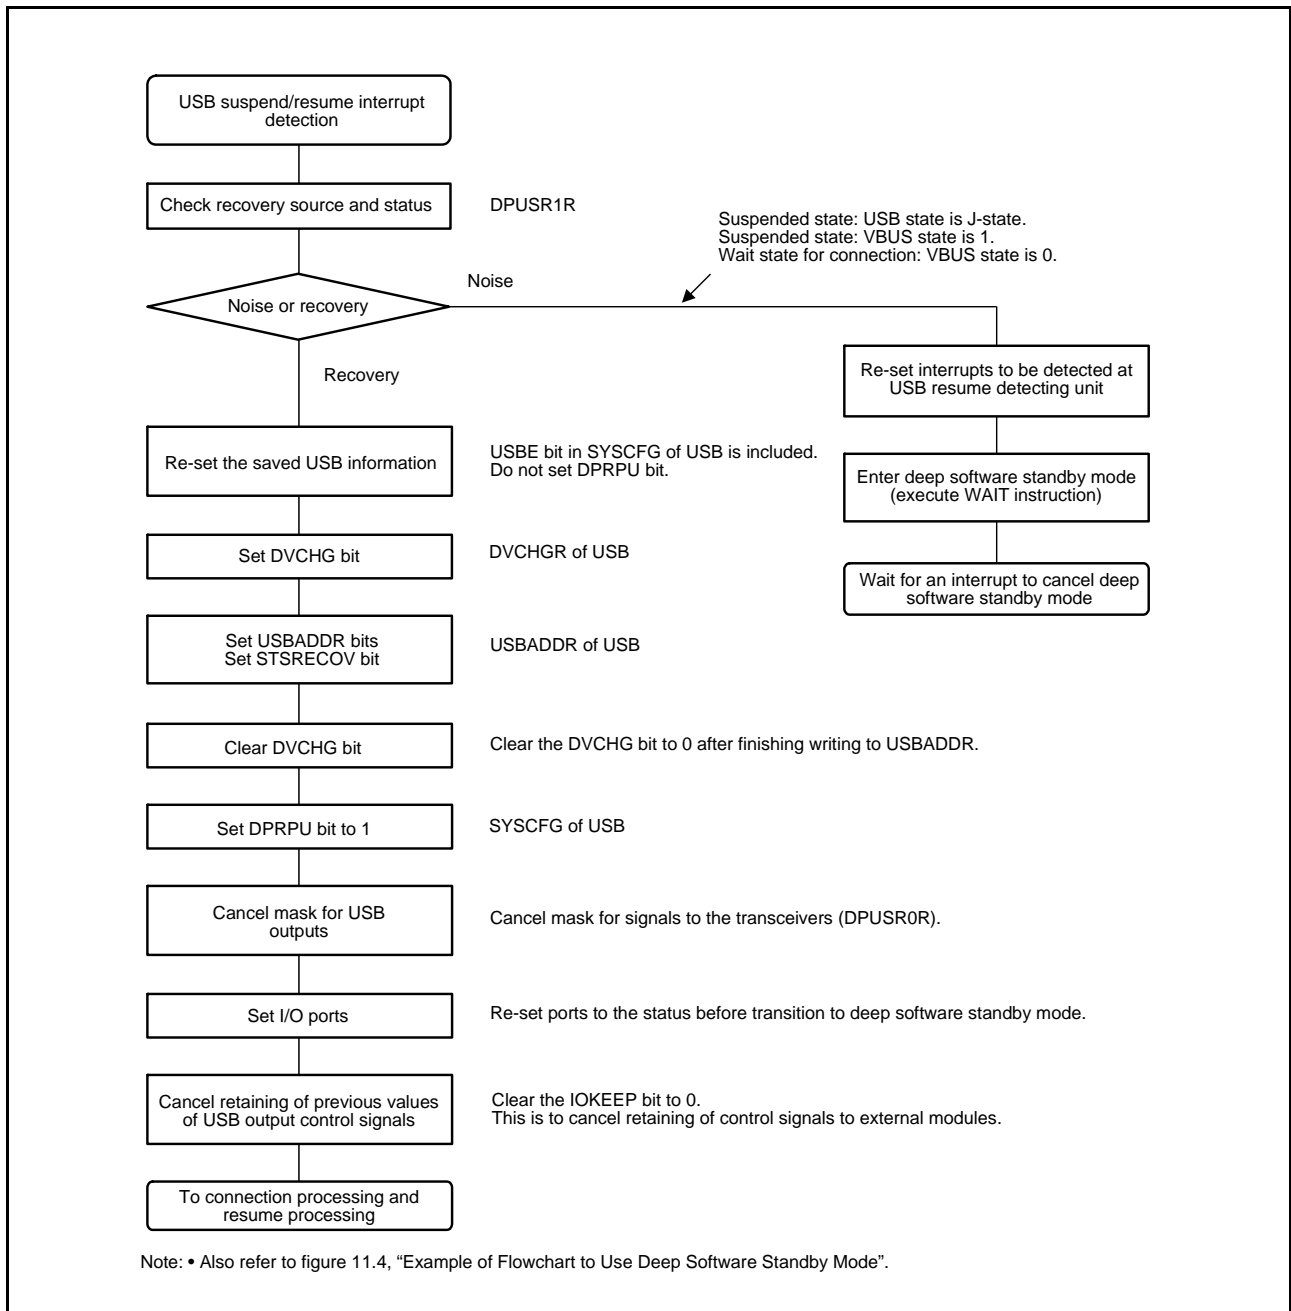 USB suspend/resume interrupt
detection
Check recovery source and status
DPUSR1R
Suspended state: USB state is J-state.
Suspended state: VBUS state is 1.
Wait state for connection: VBUS state is 0.
Noise
Noise or recovery
Recovery
Re-set interrupts to be detected at
USB resume detecting unit
Re-set the saved USB information
USBE bit in SYSCFG of USB is included.
Do not set DPRPU bit.
Enter deep software standby mode
(execute WAIT instruction)
Set DVCHG bit
DVCHGR of USB
Wait for an interrupt to cancel deep
software standby mode
Set USBADDR bits
Set STSRECOV bit
USBADDR of USB
Clear DVCHG bit
Clear the DVCHG bit to 0 after finishing writing to USBADDR.
Set DPRPU bit to 1
SYSCFG of USB
Cancel mask for USB
outputs
Cancel mask for signals to the transceivers (DPUSR0R).
Set I/O ports
Re-set ports to the status before transition to deep software standby mode.
Cancel retaining of previous values
of USB output control signals
Clear the IOKEEP bit to 0.
This is to cancel retaining of control signals to external modules.
To connection processing and
resume processing
Note: • Also refer to figure 11.4, “Example of Flowchart to Use Deep Software Standby Mode”.